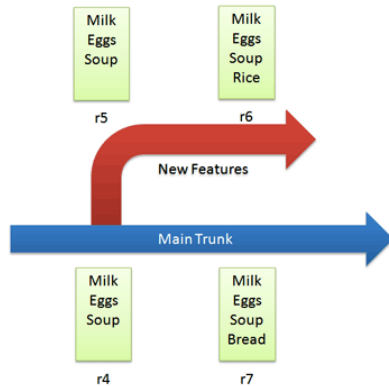 Milk
Eggs
Soup
r5
Milk
Eggs
Soup
Rice
r6
New Features
Main Trunk
Milk
Eggs
Soup
r4
Milk
Eggs
Soup
Bread
r7